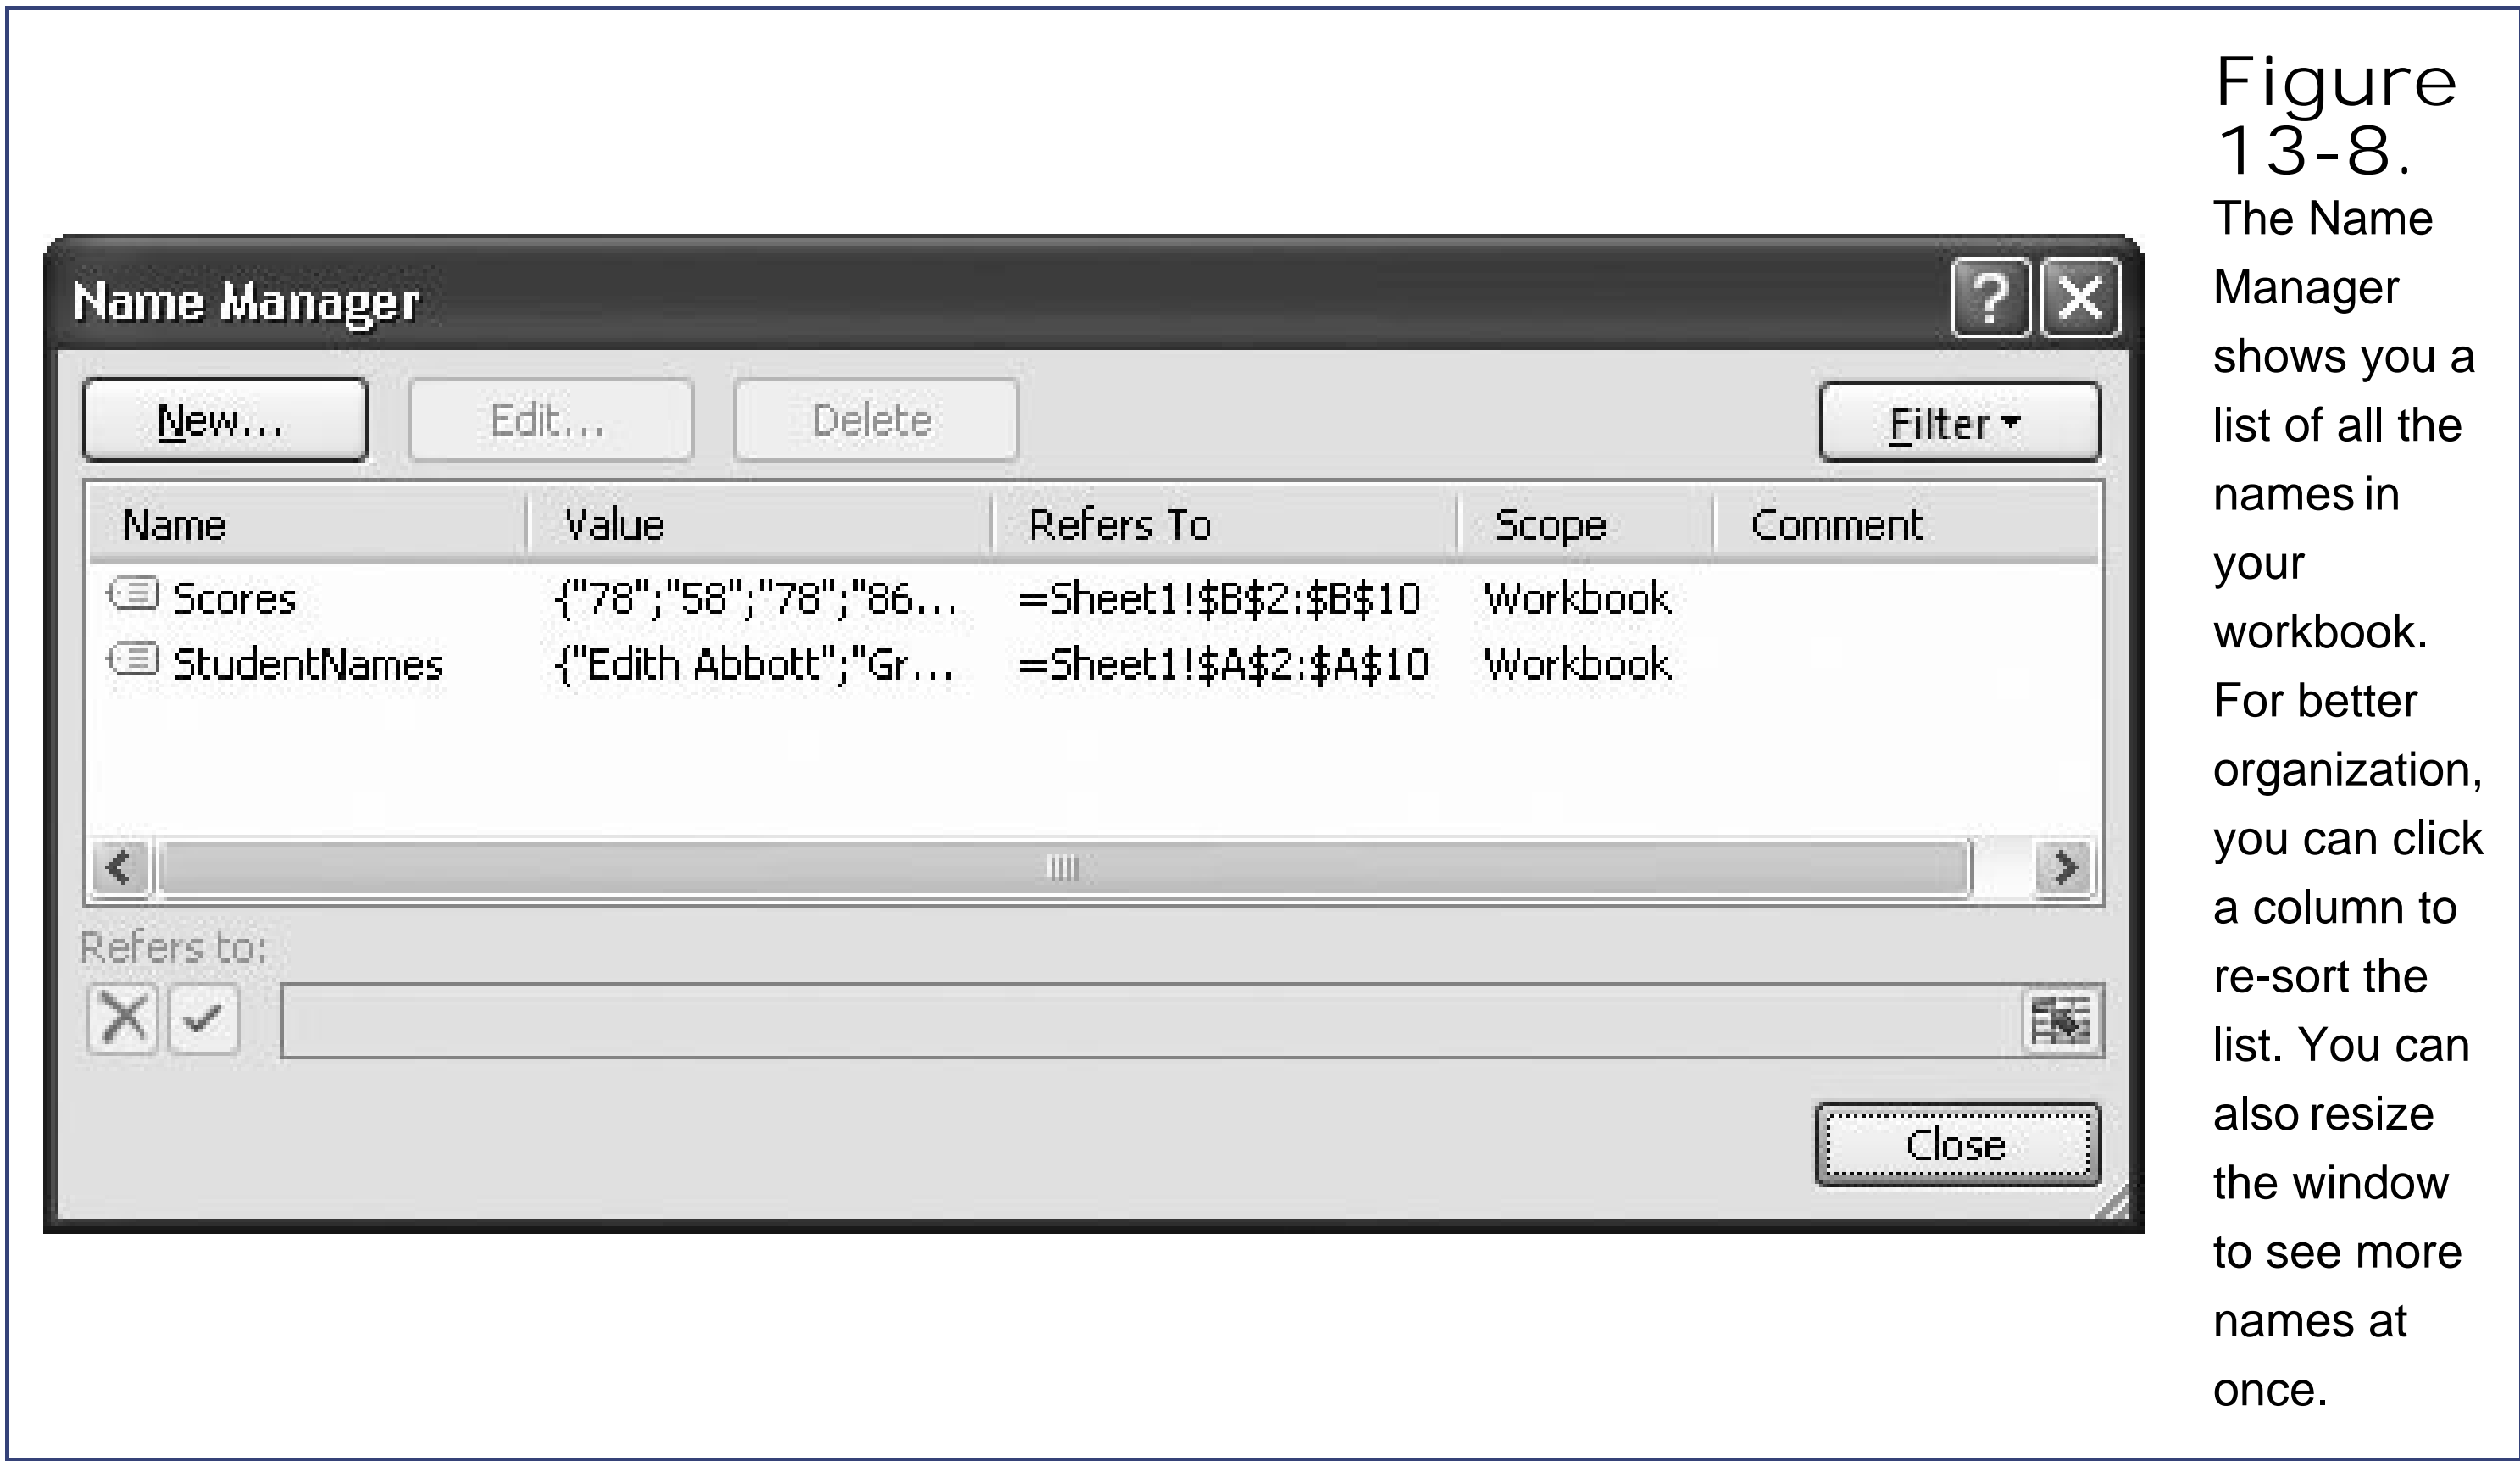 Name Manager
New... Edit... Delete Filter
Name Value Refers To Scope Comment
Scores {"78";"58";"78";"86... =Sheet1!$B$2:$B$10 Workbook
StudentNames {"Edith Abbott";"Gr... =Sheet1!$A$2:$A$10 Workbook
Refers to:
Close
Figure
13-8.
The Name
Manager
shows you a
list of all the
names in
your
workbook.
For better
organization,
you can click
a column to
re-sort the
list. You can
also resize
the window
to see more
names at
once.